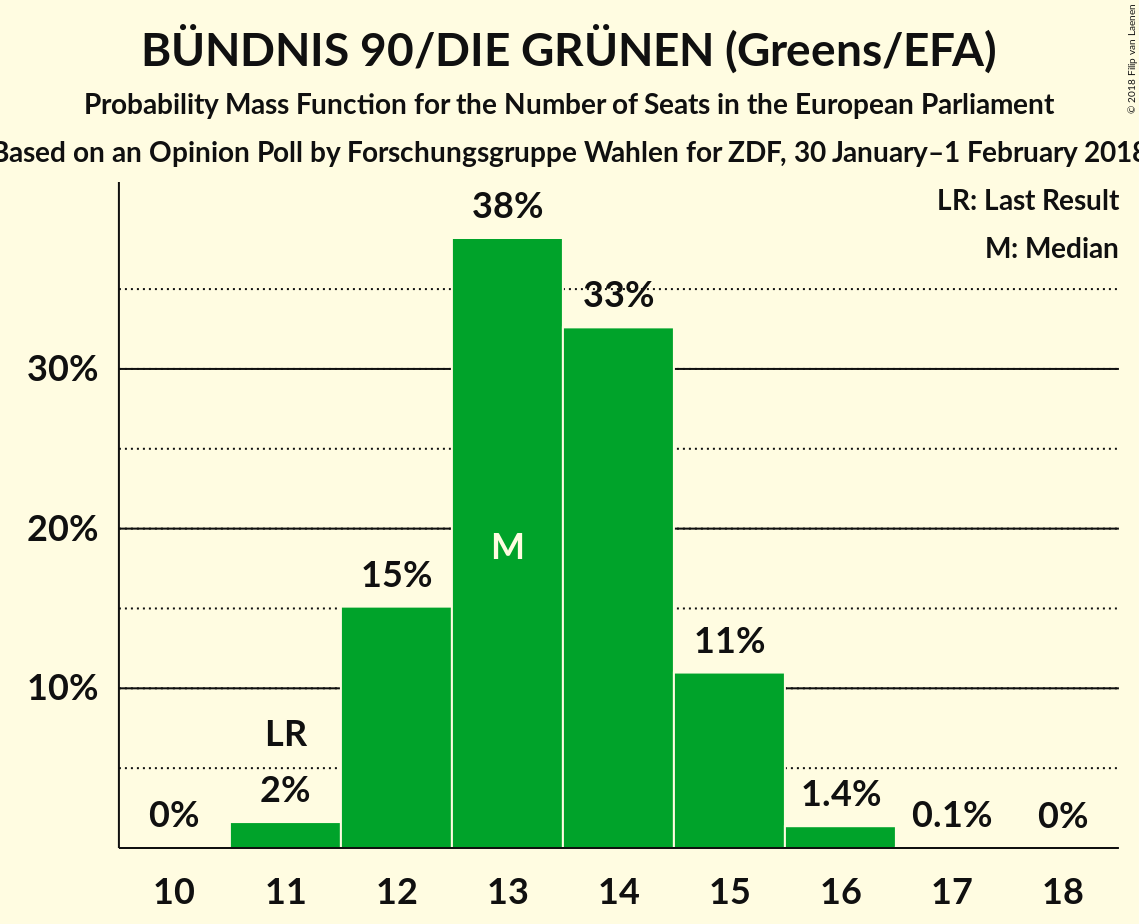 BÜNDNIS 90/DIE GRÜNEN (Greens/EFA)
Probability Mass Function for the Number of Seats in the European Parliament
Based on an Opinion Poll by Forschungsgruppe Wahlen for ZDF, 30 January–1 February 2018
© 2018 Filip van Laenen
LR: Last Result
M: Median
38%
33%
30%
M
20%
15%
11%
10%
LR
2%
1.4%
0%
0.1%
0%
10 11 12 13 14 15 16 17 18